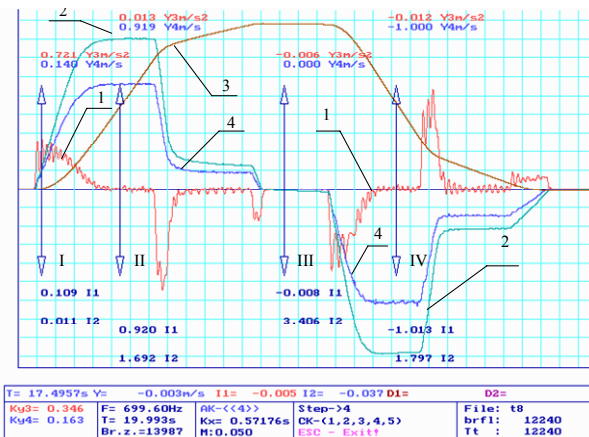 2
0.013 Y3m/s2
0.919 Y4m/s
-0.012 Y3m/s2
-1.000 Y4m/s
0.721 Y3m/s2
0.140 Y4m/s
-0.006 Y3m/s2
0.000 Y4m/s
1
3
4
1
I
II
III
IV
4
2
0.109 I1
0.011 I2
-0.008 I1
3.406 I2
0.920 I1
1.692 I2
-1.013 I1
1.797 I2
T= 17.4957s Y= -0.003m/s I1= -0.005 I2= -0.037 D1= D2=
Ky3= 0.346 F= 699.60Hz AK-<<4>> Step->4 File: t8
Ky4= 0.163 T= 19.993s Kx= 0.57176s CK-(1,2,3,4,5) brf1: 12240
Br.z.=13987 M:0.050 ESC - Exit! Tt : 12240